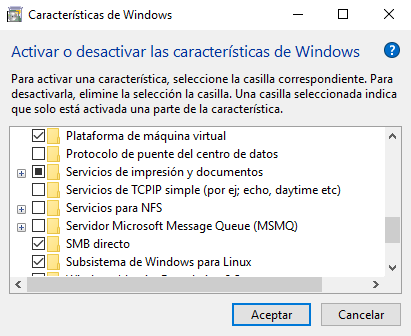 Características de Windows
Activar o desactivar las características de Windows
Para activar una característica, seleccione la casilla correspondiente. Para
desactivarla, elimine la selección la casilla. Una casilla seleccionada indica
que solo está activada una parte de la característica.
Plataforma de máquina virtual
Protocolo de puente del centro de datos
Servicios de impresión y documentos
Servicios de TCPIP simple (por ej; echo, daytime etc)
Servicios para NFS
Servidor Microsoft Message Queue (MSMQ)
SMB directo
Subsistema de Windows para Linux
Aceptar
Cancelar